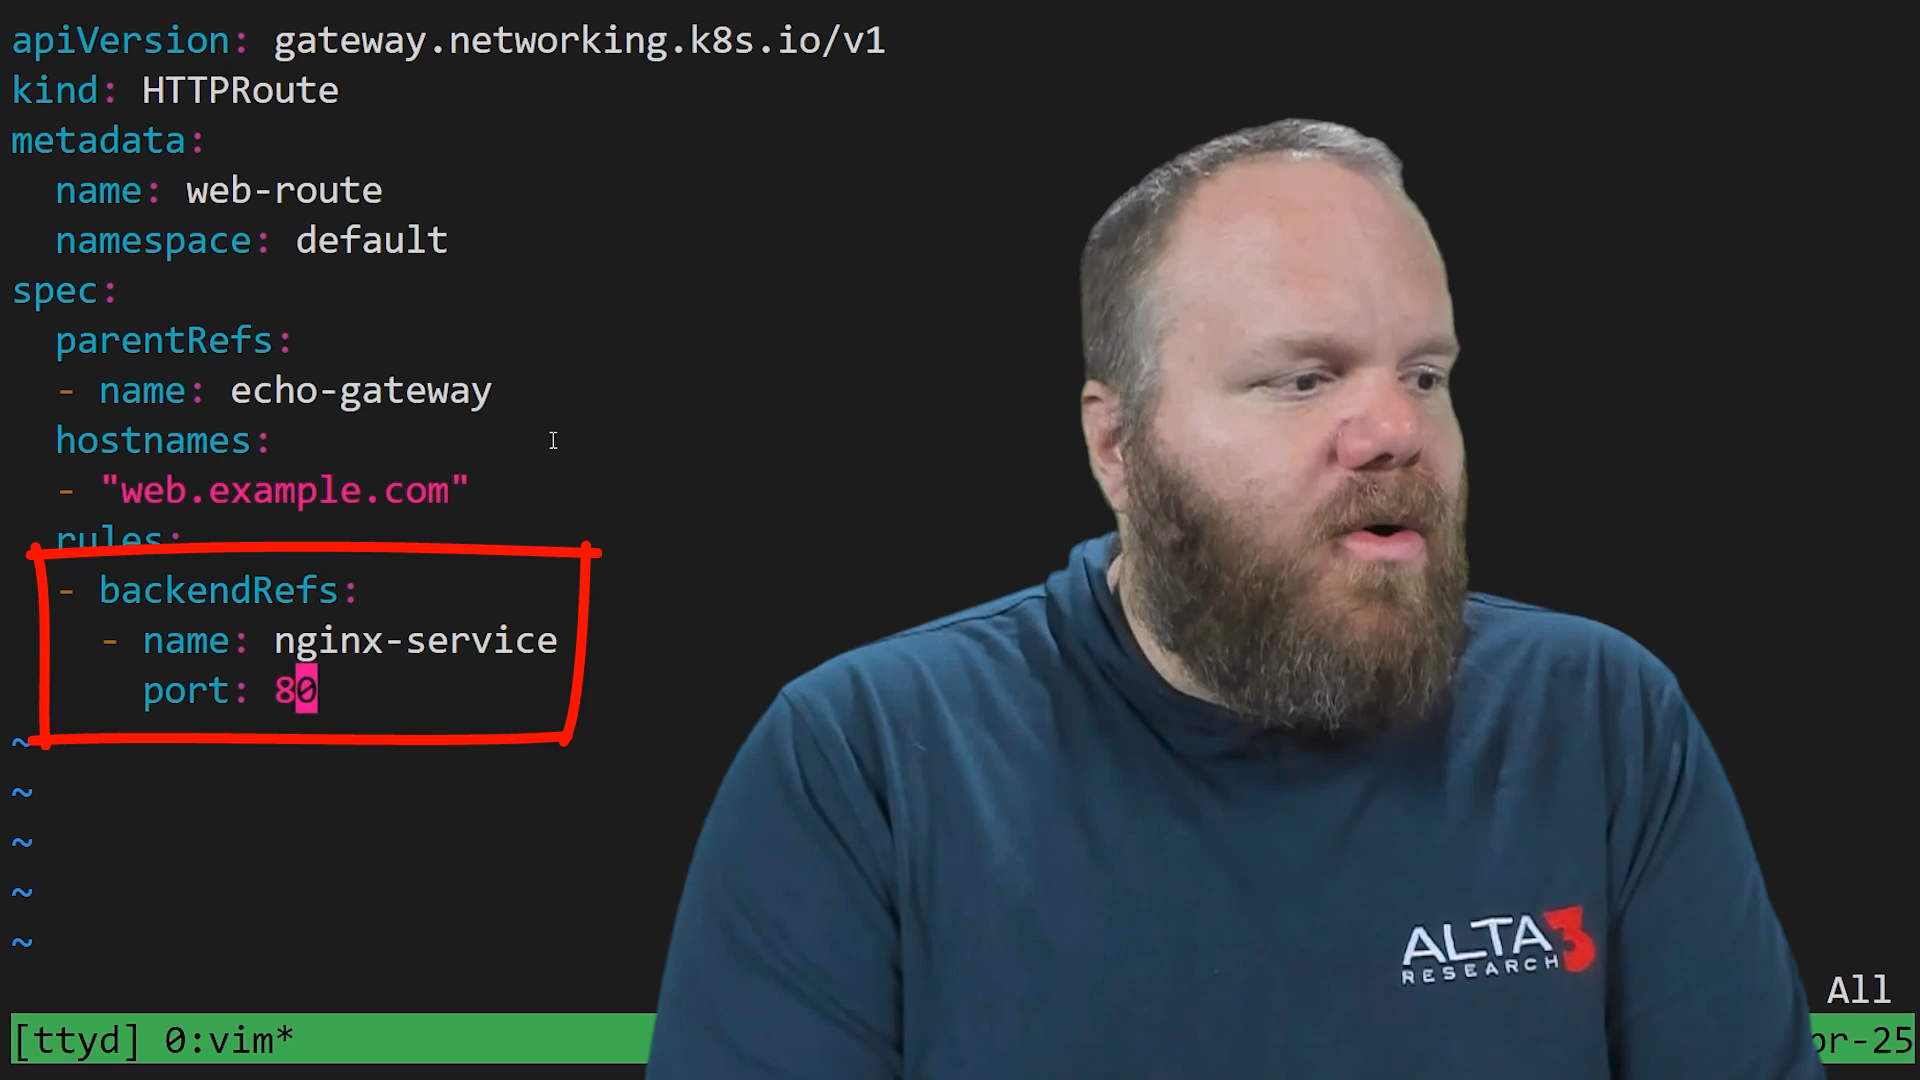 apiVersion: gateway.networking.k8s.io/v1
kind: HTTPRoute
metadata:
  name: web-route
  namespace: default
spec:
  parentRefs:
  - name: echo-gateway
  hostnames:
  - "web.example.com"
  rules:
  - backendRefs:
    - name: nginx-service
      port: 80
~
~
~
~
~
ALTA3
RESEARCH
All
[ttyd] 0:vim*